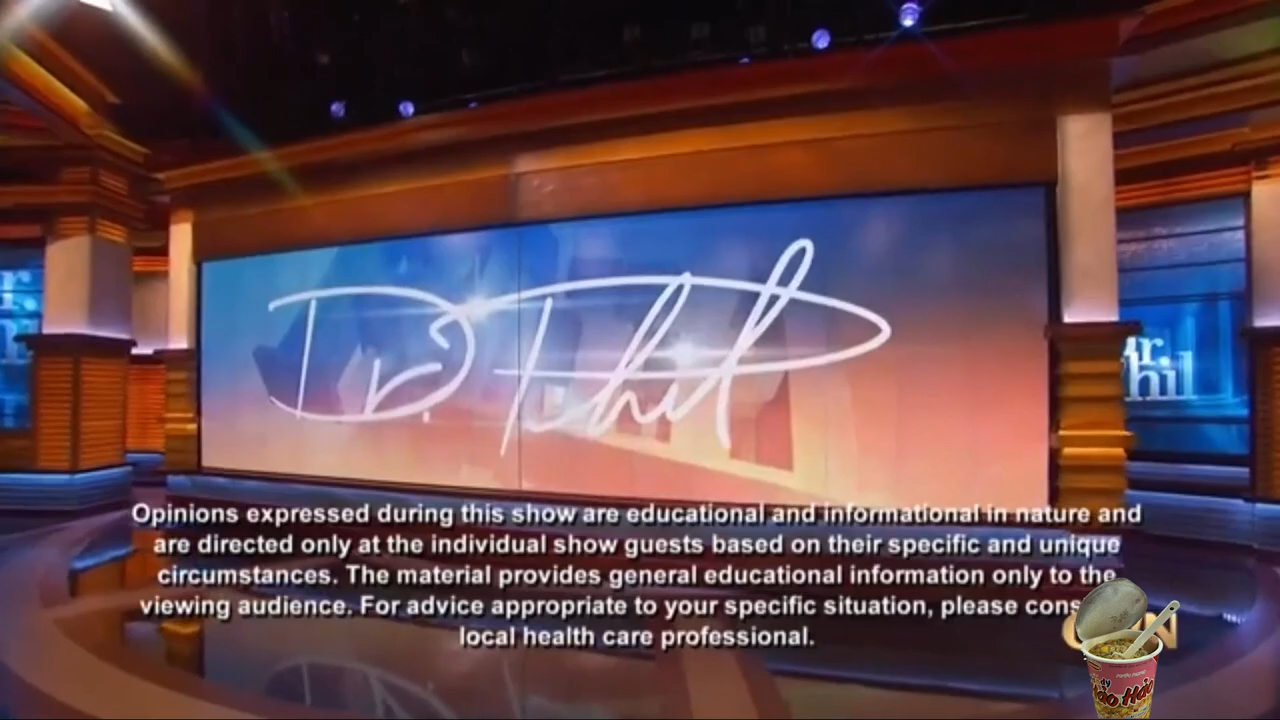 Dr. Phil
Opinions expressed during this show are educational and informational in nature and
are directed only at the individual show guests based on their specific and unique
circumstances. The material provides general educational information only to the
viewing audience. For advice appropriate to your specific situation, please
local health care professional.
Hảo Hảo